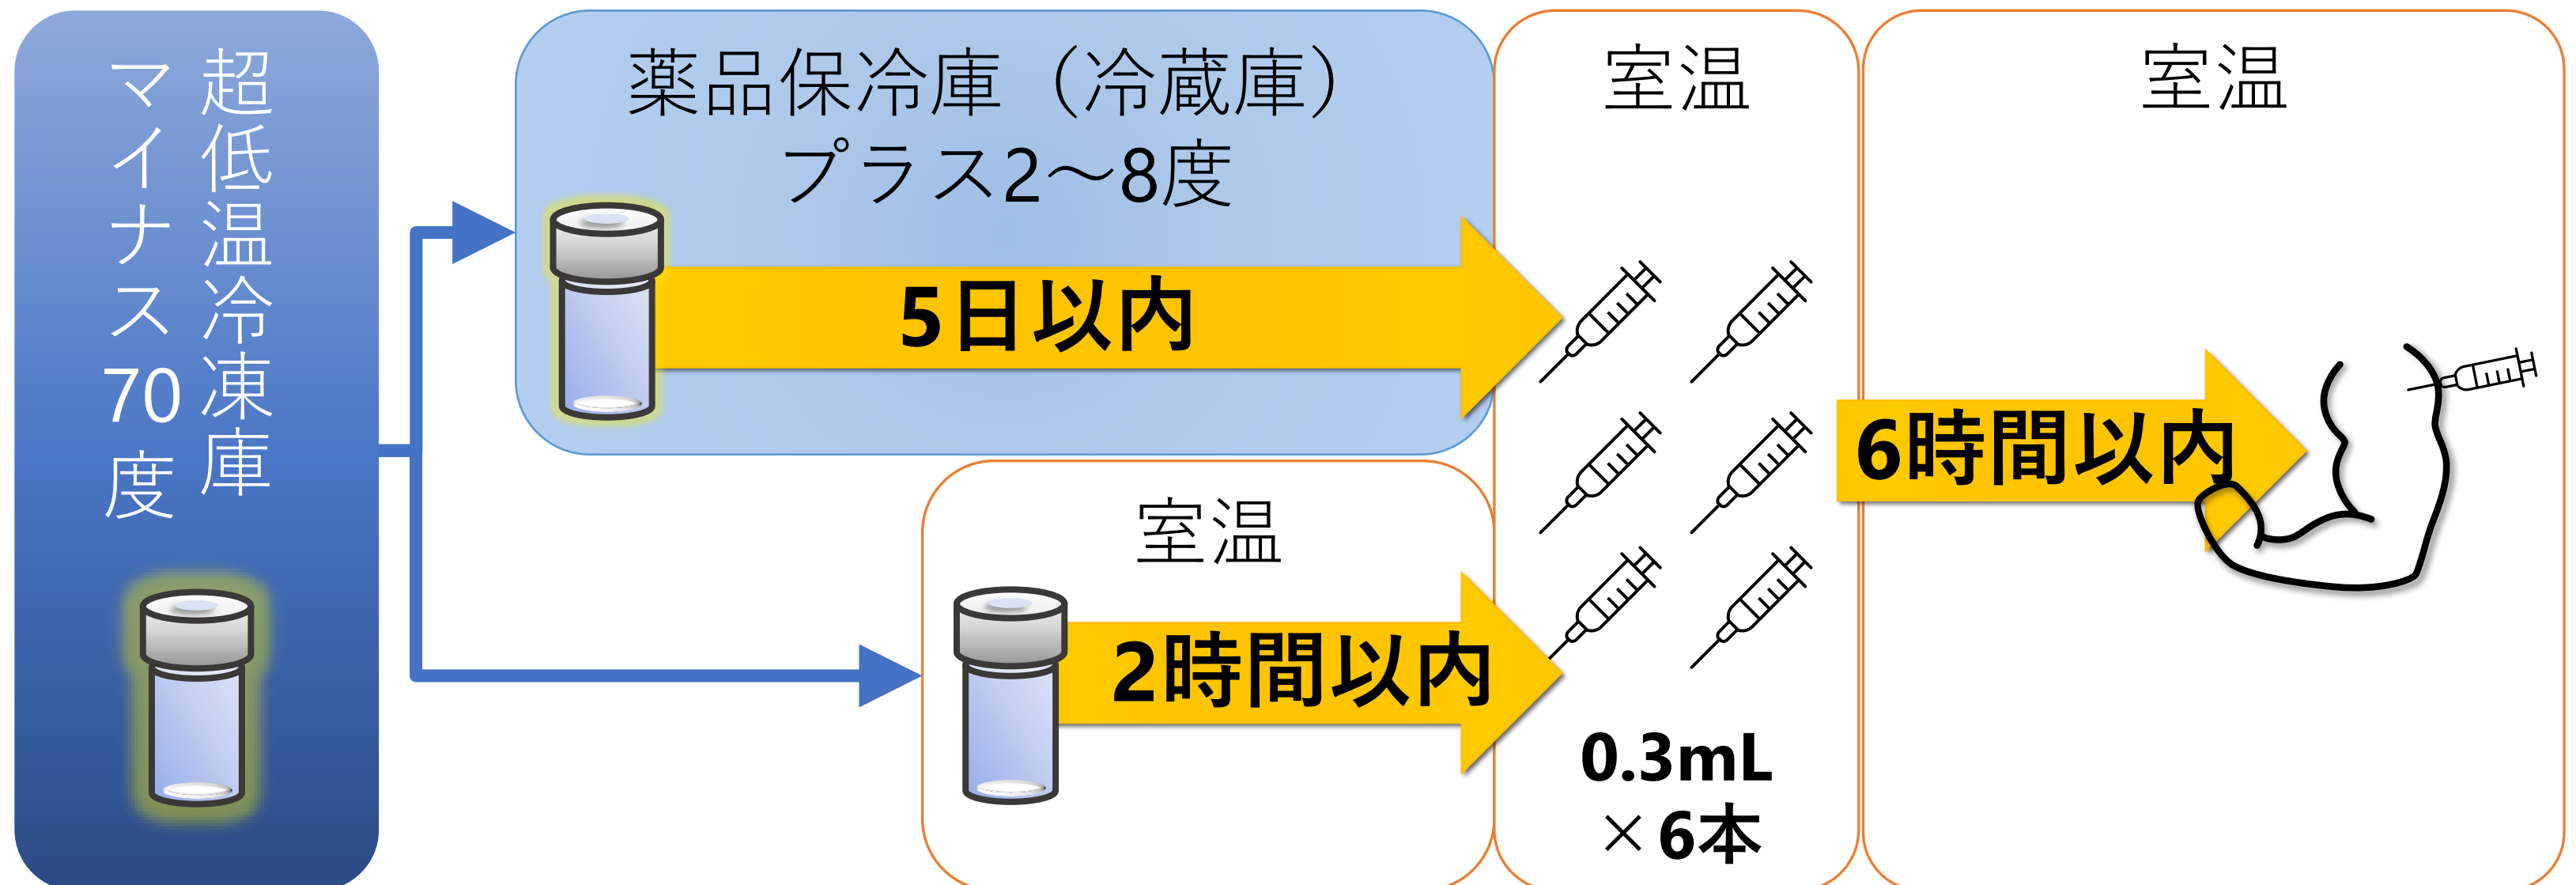 超低温冷凍庫
マイナス70度
薬品保冷庫（冷蔵庫）
プラス2～8度
5日以内
室温
2時間以内
室温
0.3mL
×6本
室温
6時間以内